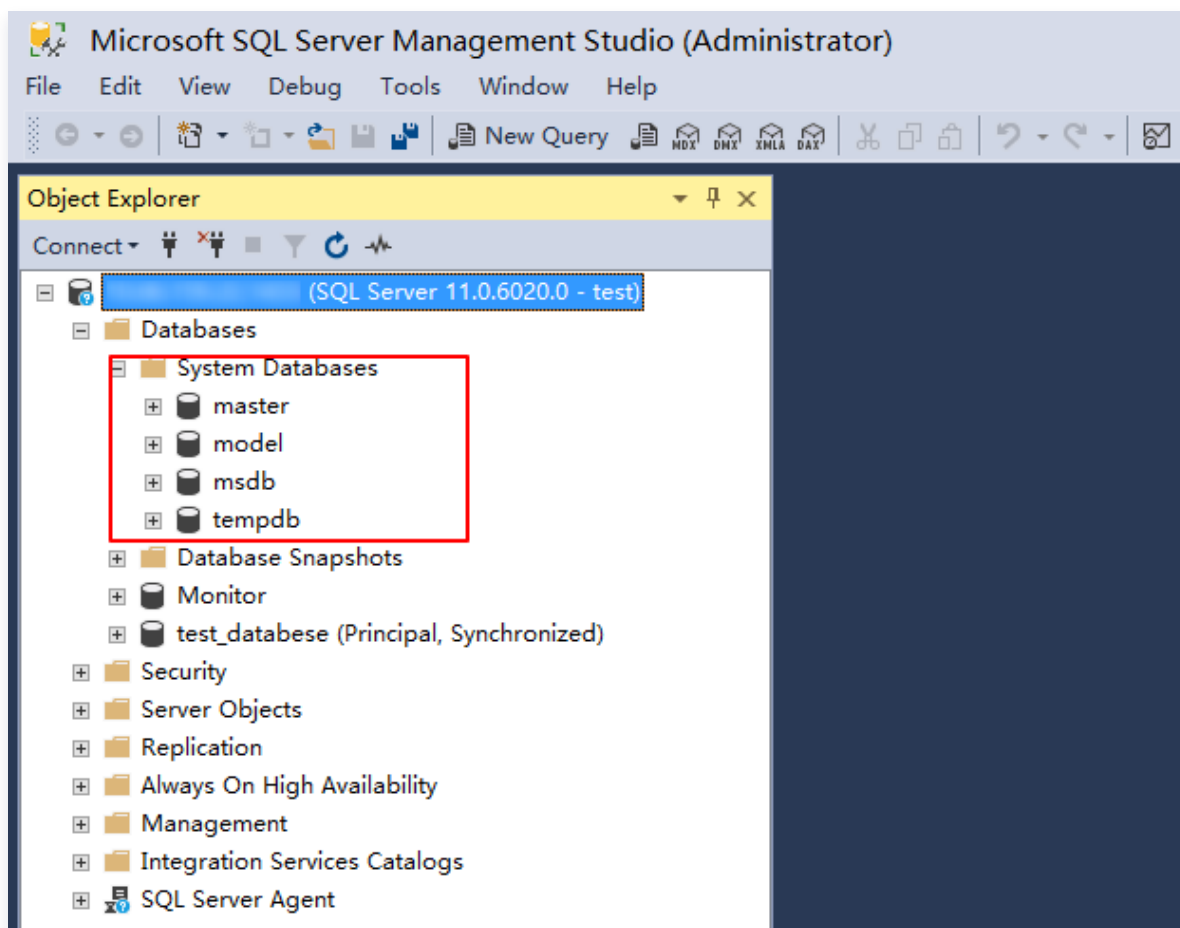 Microsoft SQL Server Management Studio (Administrator)
File Edit View Debug Tools Window Help
New Query MDX DMX XMLA DAX
Object Explorer
Connect
(SQL Server 11.0.6020.0 - test)
Databases
System Databases
master
model
msdb
tempdb
Database Snapshots
Monitor
test_databese (Principal, Synchronized)
Security
Server Objects
Replication
Always On High Availability
Management
Integration Services Catalogs
SQL Server Agent